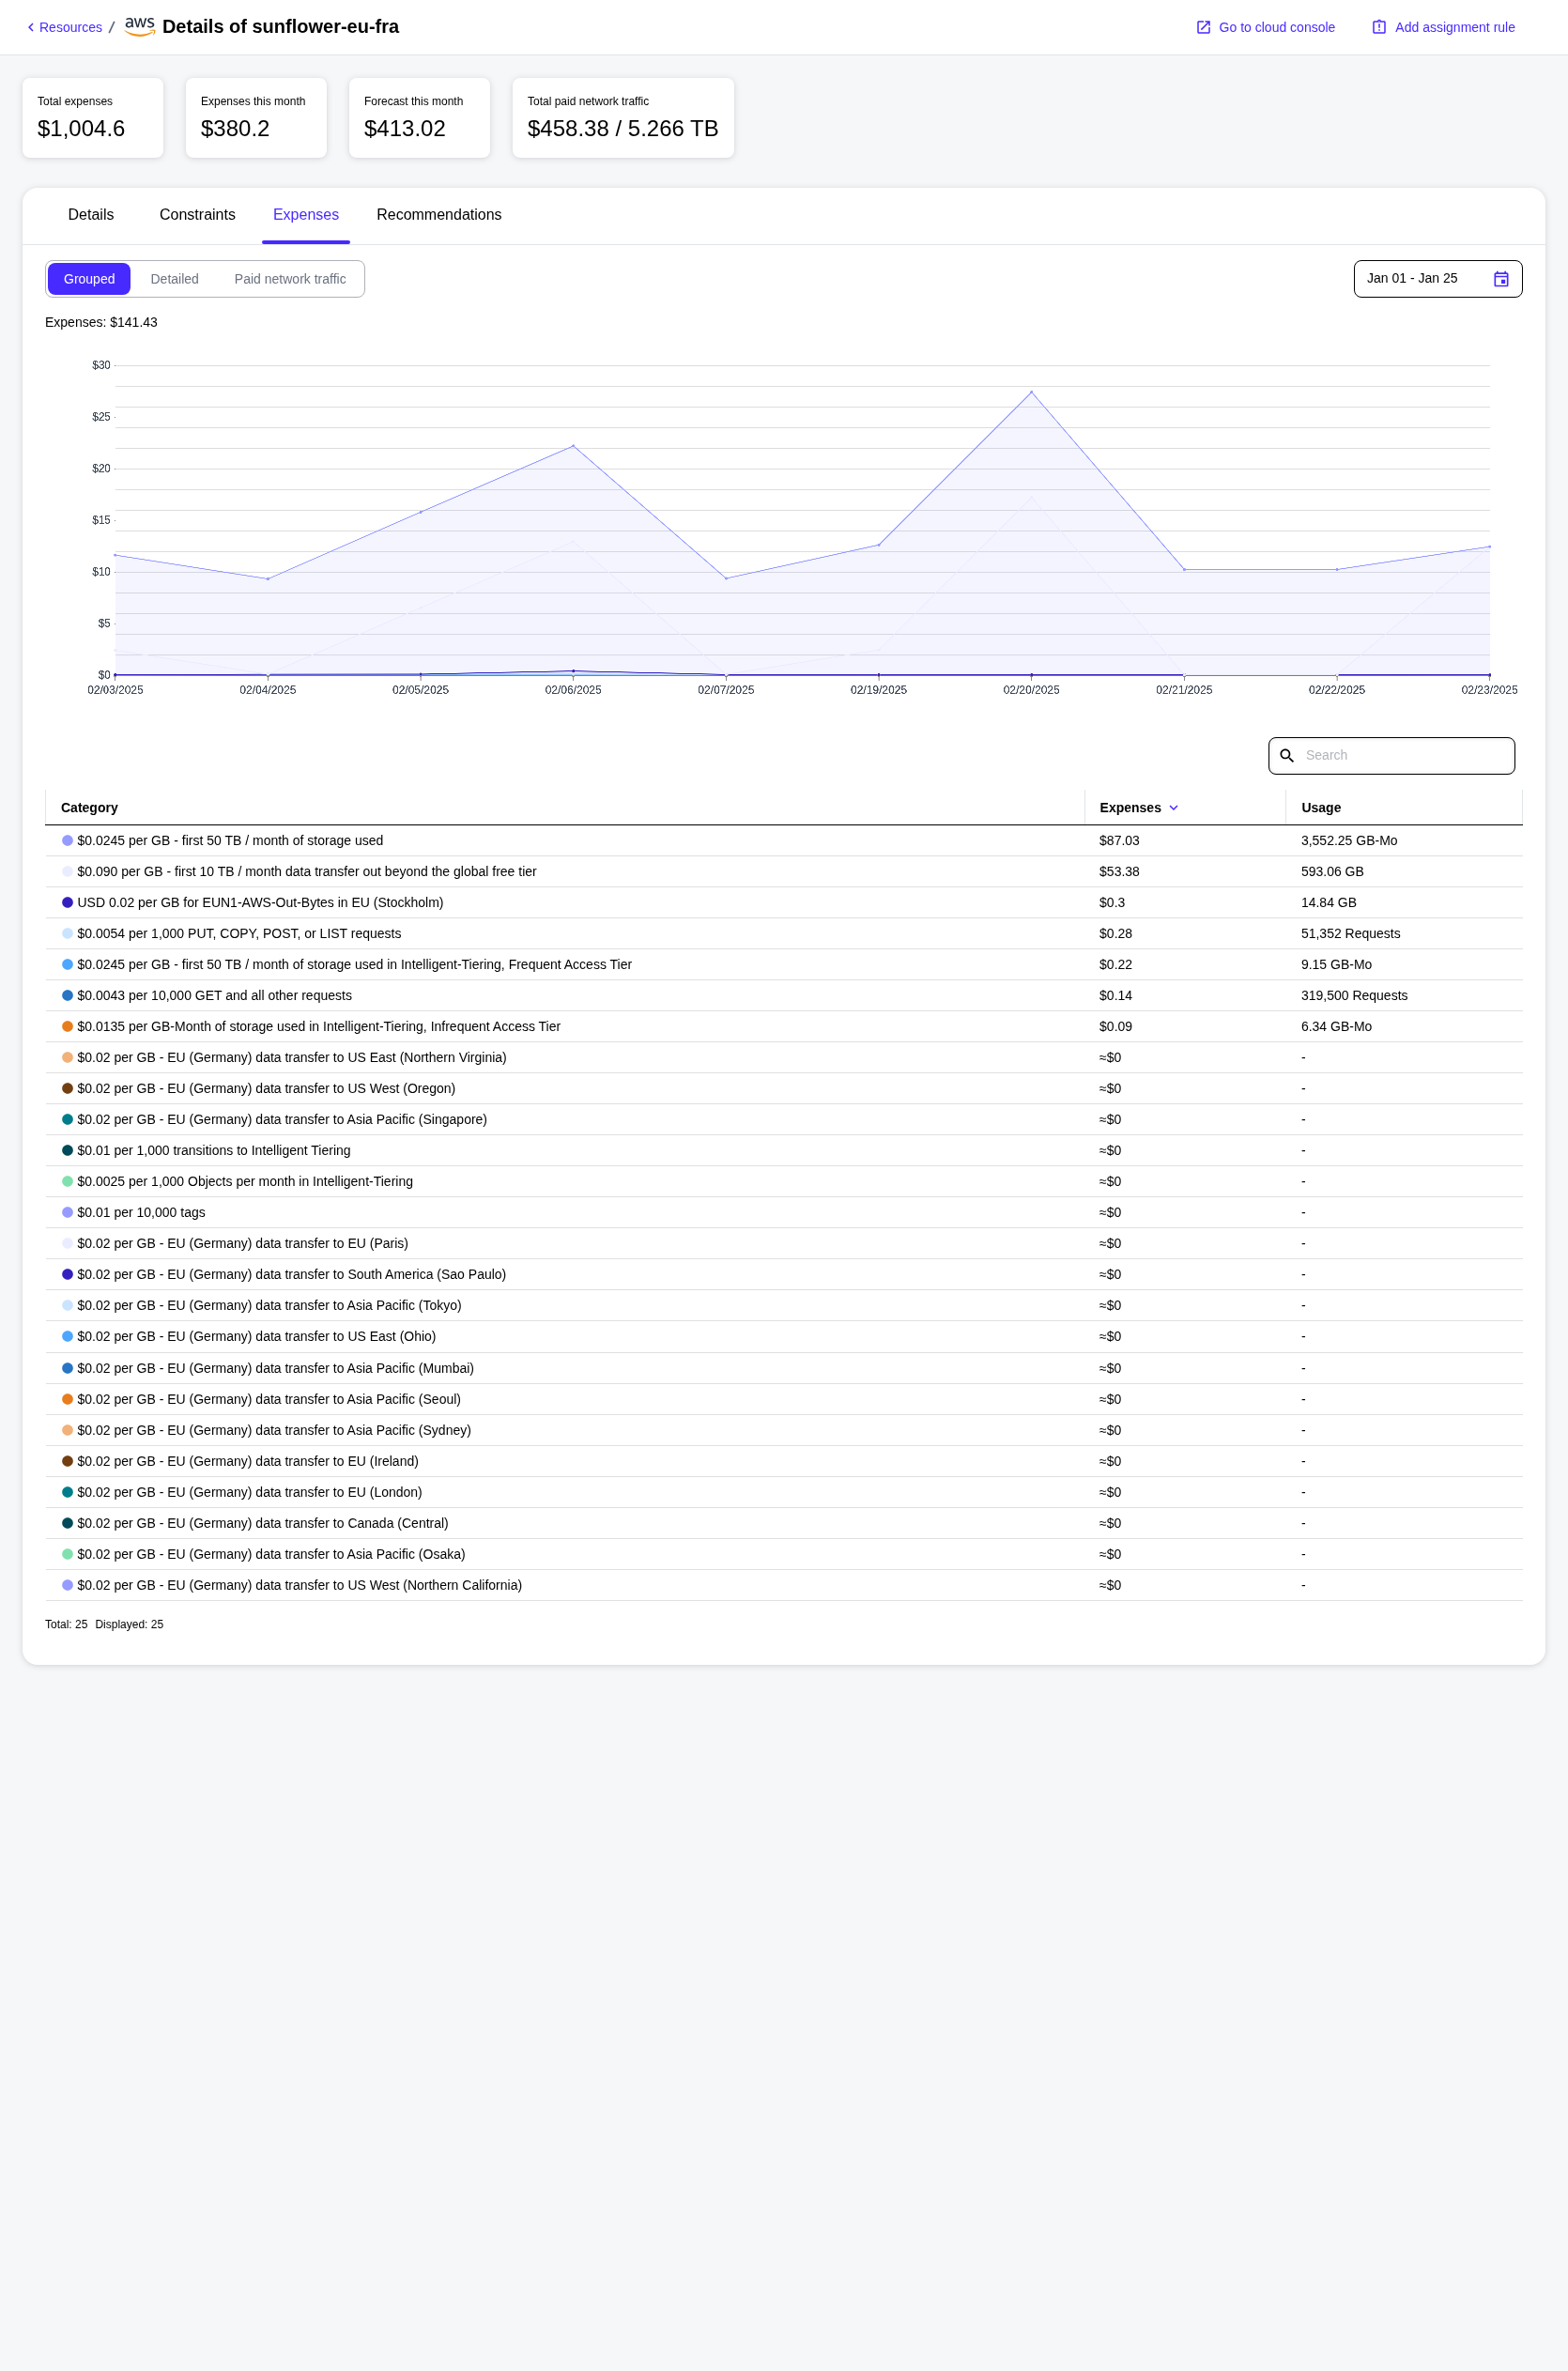 Resources / aws Details of sunflower-eu-fra Go to cloud console Add assignment rule
Total expenses Expenses this month Forecast this month Total paid network traffic
$1,004.6 $380.2 $413.02 $458.38 / 5.266 TB
Details Constraints Expenses Recommendations
Grouped Detailed Paid network traffic Jan 01 - Jan 25
Expenses: $141.43
$30
$25
$20
$15
$10
$5
$0
02/03/2025 02/04/2025 02/05/2025 02/06/2025 02/07/2025 02/19/2025 02/20/2025 02/21/2025 02/22/2025 02/23/2025
Search
Category Expenses Usage
$0.0245 per GB - first 50 TB / month of storage used $87.03 3,552.25 GB-Mo
$0.090 per GB - first 10 TB / month data transfer out beyond the global free tier $53.38 593.06 GB
USD 0.02 per GB for EUN1-AWS-Out-Bytes in EU (Stockholm) $0.3 14.84 GB
$0.0054 per 1,000 PUT, COPY, POST, or LIST requests $0.28 51,352 Requests
$0.0245 per GB - first 50 TB / month of storage used in Intelligent-Tiering, Frequent Access Tier $0.22 9.15 GB-Mo
$0.0043 per 10,000 GET and all other requests $0.14 319,500 Requests
$0.0135 per GB-Month of storage used in Intelligent-Tiering, Infrequent Access Tier $0.09 6.34 GB-Mo
$0.02 per GB - EU (Germany) data transfer to US East (Northern Virginia) ≈$0 -
$0.02 per GB - EU (Germany) data transfer to US West (Oregon) ≈$0 -
$0.02 per GB - EU (Germany) data transfer to Asia Pacific (Singapore) ≈$0 -
$0.01 per 1,000 transitions to Intelligent Tiering ≈$0 -
$0.0025 per 1,000 Objects per month in Intelligent-Tiering ≈$0 -
$0.01 per 10,000 tags ≈$0 -
$0.02 per GB - EU (Germany) data transfer to EU (Paris) ≈$0 -
$0.02 per GB - EU (Germany) data transfer to South America (Sao Paulo) ≈$0 -
$0.02 per GB - EU (Germany) data transfer to Asia Pacific (Tokyo) ≈$0 -
$0.02 per GB - EU (Germany) data transfer to US East (Ohio) ≈$0 -
$0.02 per GB - EU (Germany) data transfer to Asia Pacific (Mumbai) ≈$0 -
$0.02 per GB - EU (Germany) data transfer to Asia Pacific (Seoul) ≈$0 -
$0.02 per GB - EU (Germany) data transfer to Asia Pacific (Sydney) ≈$0 -
$0.02 per GB - EU (Germany) data transfer to EU (Ireland) ≈$0 -
$0.02 per GB - EU (Germany) data transfer to EU (London) ≈$0 -
$0.02 per GB - EU (Germany) data transfer to Canada (Central) ≈$0 -
$0.02 per GB - EU (Germany) data transfer to Asia Pacific (Osaka) ≈$0 -
$0.02 per GB - EU (Germany) data transfer to US West (Northern California) ≈$0 -
Total: 25 Displayed: 25